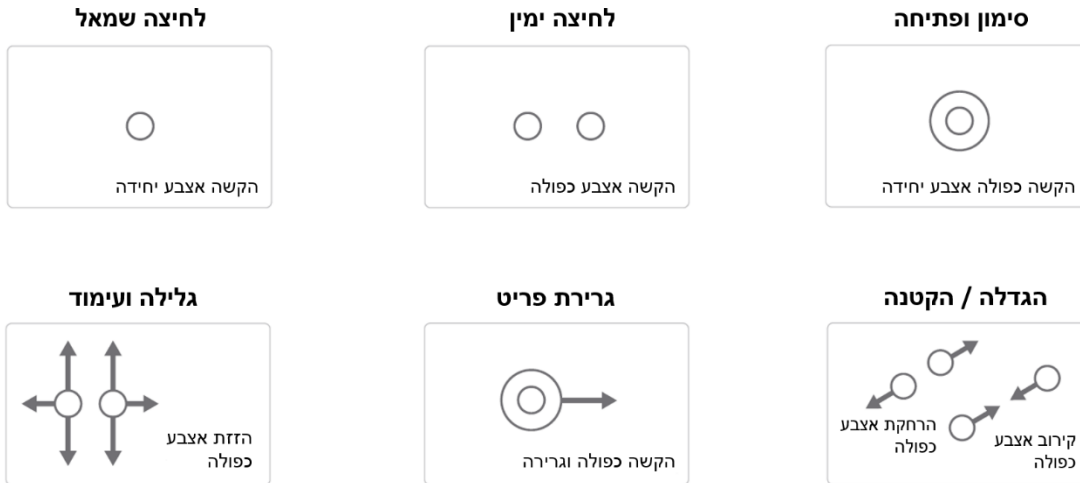 סימון ופתיחה
הקשה כפולה אצבע יחידה
לחיצה ימין
הקשה אצבע כפולה
לחיצה שמאל
הקשה אצבע יחידה
הגדלה / הקטנה
הרחקת אצבע
כפולה
קירוב אצבע
כפולה
גרירת פריט
הקשה כפולה וגרירה
גלילה ועימוד
הזזת אצבע
כפולה